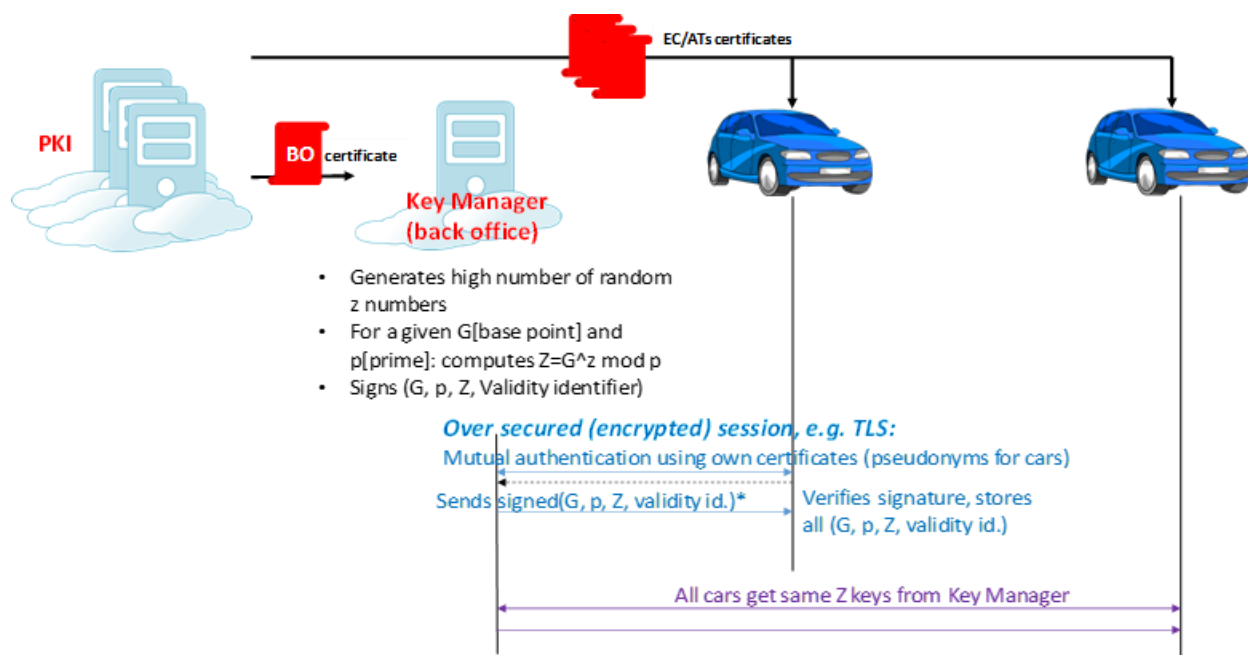 EC/ATs certificates
PKI
BO certificate
Key Manager
(back office)
• Generates high number of random
z numbers
• For a given G[base point] and
p[prime]: computes Z=G^z mod p
• Signs (G, p, Z, Validity identifier)
Over secured (encrypted) session, e.g. TLS:
Mutual authentication using own certificates (pseudonyms for cars)
Sends signed(G, p, Z, validity id.)*
Verifies signature, stores
all (G, p, Z, validity id.)
All cars get same Z keys from Key Manager